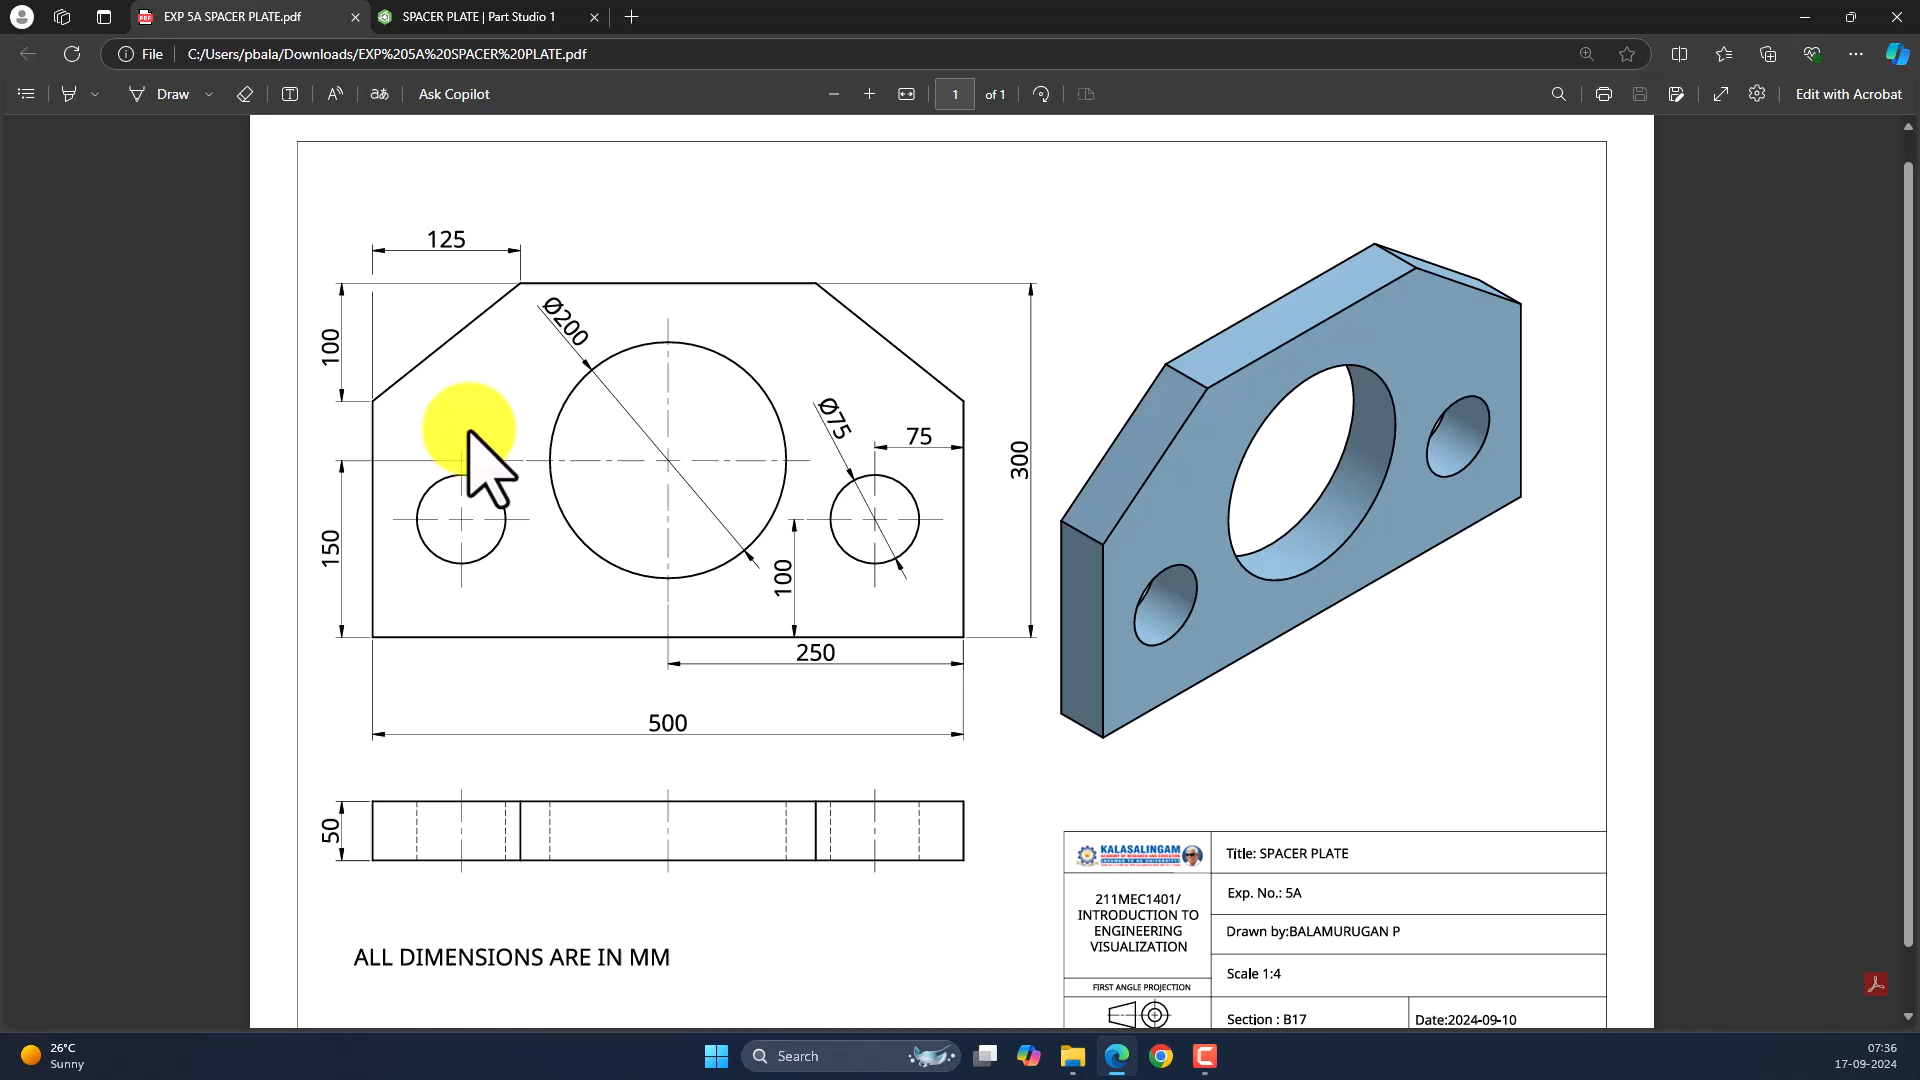 EXP 5A SPACER PLATE.pdf
SPACER PLATE | Part Studio 1
File
C:/Users/pbala/Downloads/EXP%205A%20SPACER%20PLATE.pdf
Draw
Ask Copilot
1 of 1
Edit with Acrobat
125
Ø200
100
Ø75
75
300
150
100
250
500
50
ALL DIMENSIONS ARE IN MM
KALASALINGAM
Title: SPACER PLATE
211MEC1401/
INTRODUCTION TO
ENGINEERING
VISUALIZATION
Exp. No.: 5A
Drawn by:BALAMURUGAN P
Scale 1:4
FIRST ANGLE PROJECTION
Section : B17
Date:2024-09-10
26°C
Sunny
Search
07:36
17-09-2024